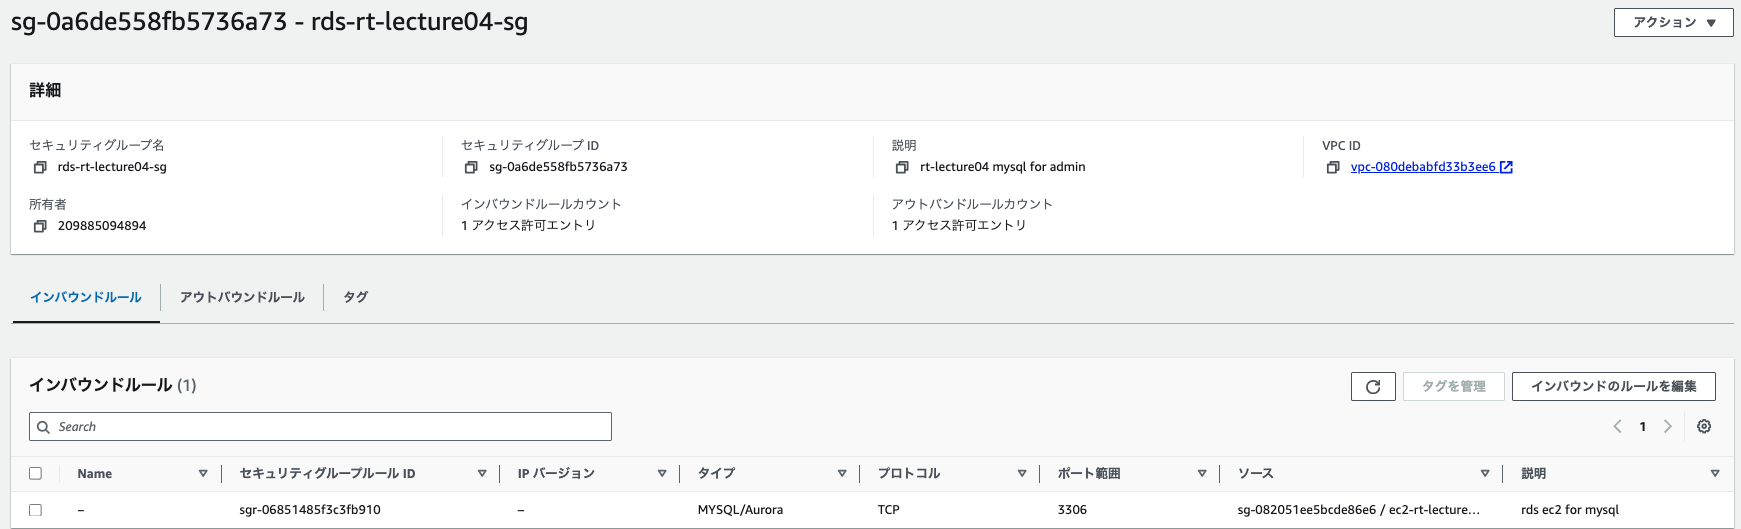 sg-0a6de558fb5736a73 - rds-rt-lecture04-sg
アクション
詳細
セキュリティグループ名
rds-rt-lecture04-sg
セキュリティグループ ID
sg-0a6de558fb5736a73
説明
rt-lecture04 mysql for admin
VPC ID
vpc-080debabfd33b3ee6
所有者
209885094894
インバウンドルールカウント
1 アクセス許可エントリ
アウトバンドルールカウント
1 アクセス許可エントリ
インバウンドルール アウトバウンドルール タグ
インバウンドルール (1)
タグを管理 インバウンドのルールを編集
Search
1
Name セキュリティグループルール ID IP バージョン タイプ プロトコル ポート範囲 ソース 説明
– sgr-06851485f3c3fb910 – MYSQL/Aurora TCP 3306 sg-082051ee5bcde86e6 / ec2-rt-lecture… rds ec2 for mysql